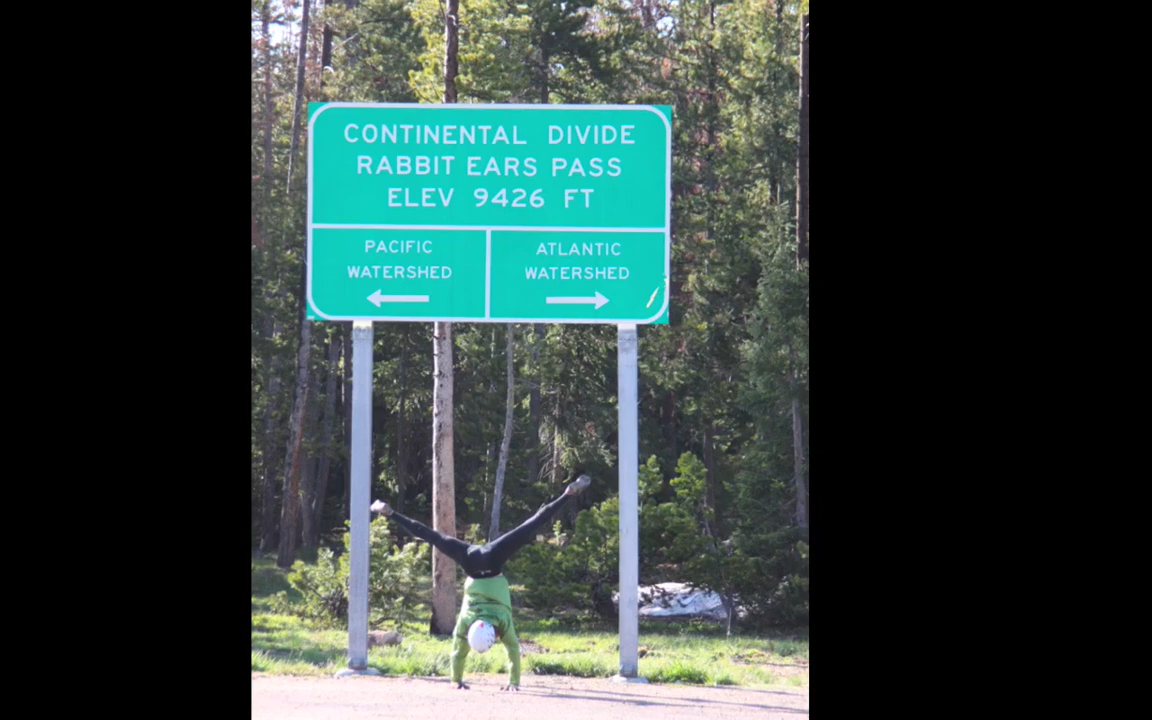 CONTINENTAL DIVIDE
RABBIT EARS PASS
ELEV 9426 FT
PACIFIC
WATERSHED
ATLANTIC
WATERSHED